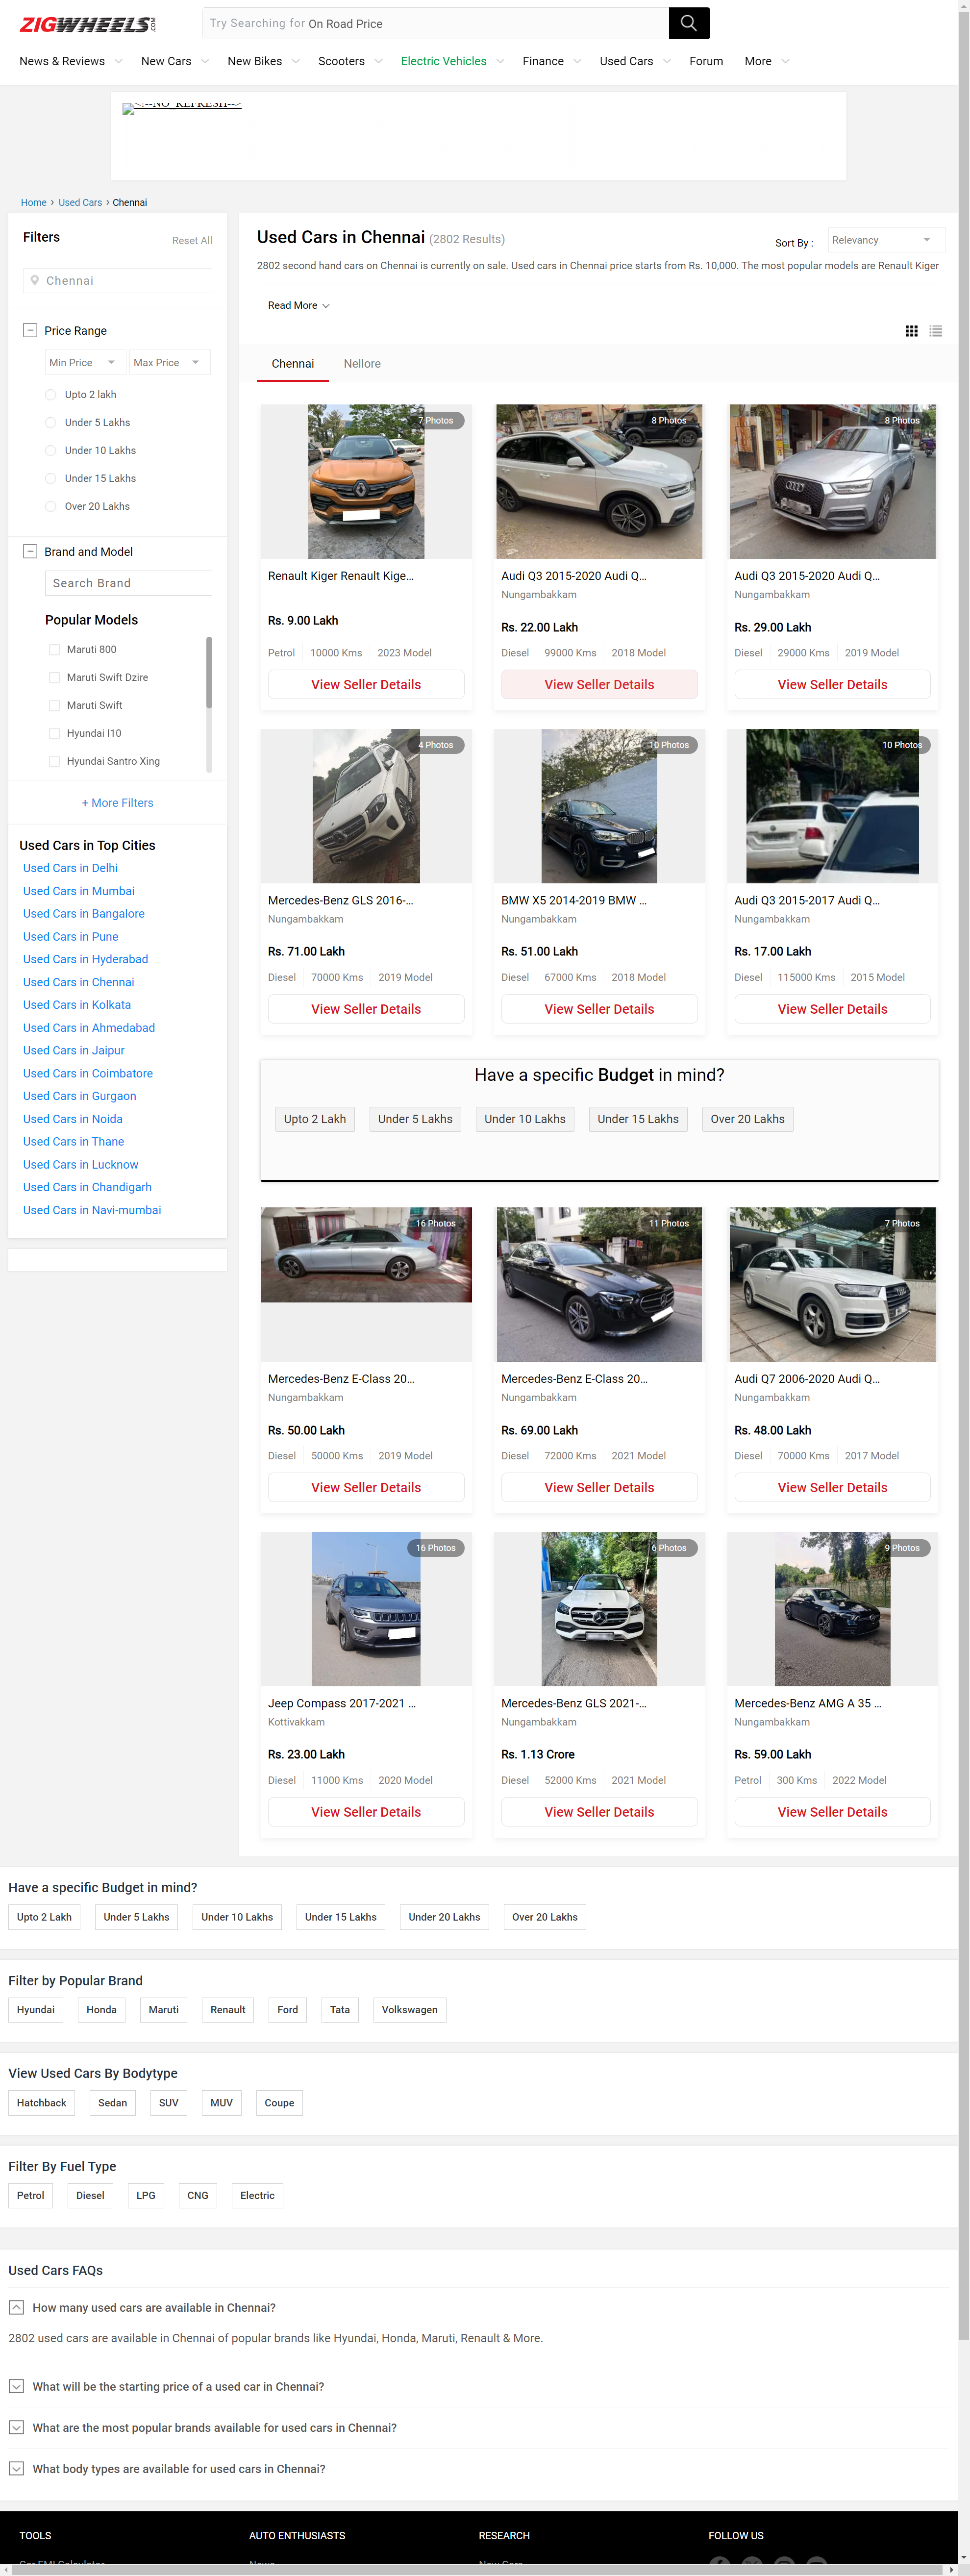 ZIGWHEELS.COM
Try Searching for On Road Price
News & Reviews
New Cars
New Bikes
Scooters
Electric Vehicles
Finance
Used Cars
Forum
More
<!--NO_REFRESH-->
Home › Used Cars › Chennai
Filters
Reset All
Chennai
Price Range
Min Price
Max Price
Upto 2 lakh
Under 5 Lakhs
Under 10 Lakhs
Under 15 Lakhs
Over 20 Lakhs
Brand and Model
Search Brand
Popular Models
Maruti 800
Maruti Swift Dzire
Maruti Swift
Hyundai I10
Hyundai Santro Xing
+ More Filters
Used Cars in Top Cities
Used Cars in Delhi
Used Cars in Mumbai
Used Cars in Bangalore
Used Cars in Pune
Used Cars in Hyderabad
Used Cars in Chennai
Used Cars in Kolkata
Used Cars in Ahmedabad
Used Cars in Jaipur
Used Cars in Coimbatore
Used Cars in Gurgaon
Used Cars in Noida
Used Cars in Thane
Used Cars in Lucknow
Used Cars in Chandigarh
Used Cars in Navi-mumbai
Used Cars in Chennai (2802 Results)
Sort By :
Relevancy
2802 second hand cars on Chennai is currently on sale. Used cars in Chennai price starts from Rs. 10,000. The most popular models are Renault Kiger
Read More
Chennai
Nellore
7 Photos
Renault Kiger Renault Kige...
Rs. 9.00 Lakh
Petrol 10000 Kms 2023 Model
View Seller Details
8 Photos
Audi Q3 2015-2020 Audi Q...
Nungambakkam
Rs. 22.00 Lakh
Diesel 99000 Kms 2018 Model
View Seller Details
8 Photos
Audi Q3 2015-2020 Audi Q...
Nungambakkam
Rs. 29.00 Lakh
Diesel 29000 Kms 2019 Model
View Seller Details
4 Photos
Mercedes-Benz GLS 2016-...
Nungambakkam
Rs. 71.00 Lakh
Diesel 70000 Kms 2019 Model
View Seller Details
10 Photos
BMW X5 2014-2019 BMW ...
Nungambakkam
Rs. 51.00 Lakh
Diesel 67000 Kms 2018 Model
View Seller Details
10 Photos
Audi Q3 2015-2017 Audi Q...
Nungambakkam
Rs. 17.00 Lakh
Diesel 115000 Kms 2015 Model
View Seller Details
Have a specific Budget in mind?
Upto 2 Lakh
Under 5 Lakhs
Under 10 Lakhs
Under 15 Lakhs
Over 20 Lakhs
16 Photos
Mercedes-Benz E-Class 20...
Nungambakkam
Rs. 50.00 Lakh
Diesel 50000 Kms 2019 Model
View Seller Details
11 Photos
Mercedes-Benz E-Class 20...
Nungambakkam
Rs. 69.00 Lakh
Diesel 72000 Kms 2021 Model
View Seller Details
7 Photos
Audi Q7 2006-2020 Audi Q...
Nungambakkam
Rs. 48.00 Lakh
Diesel 70000 Kms 2017 Model
View Seller Details
16 Photos
Jeep Compass 2017-2021 ...
Kottivakkam
Rs. 23.00 Lakh
Diesel 11000 Kms 2020 Model
View Seller Details
6 Photos
Mercedes-Benz GLS 2021-...
Nungambakkam
Rs. 1.13 Crore
Diesel 52000 Kms 2021 Model
View Seller Details
9 Photos
Mercedes-Benz AMG A 35 ...
Nungambakkam
Rs. 59.00 Lakh
Petrol 300 Kms 2022 Model
View Seller Details
Have a specific Budget in mind?
Upto 2 Lakh
Under 5 Lakhs
Under 10 Lakhs
Under 15 Lakhs
Under 20 Lakhs
Over 20 Lakhs
Filter by Popular Brand
Hyundai
Honda
Maruti
Renault
Ford
Tata
Volkswagen
View Used Cars By Bodytype
Hatchback
Sedan
SUV
MUV
Coupe
Filter By Fuel Type
Petrol
Diesel
LPG
CNG
Electric
Used Cars FAQs
How many used cars are available in Chennai?
2802 used cars are available in Chennai of popular brands like Hyundai, Honda, Maruti, Renault & More.
What will be the starting price of a used car in Chennai?
What are the most popular brands available for used cars in Chennai?
What body types are available for used cars in Chennai?
TOOLS
AUTO ENTHUSIASTS
RESEARCH
FOLLOW US